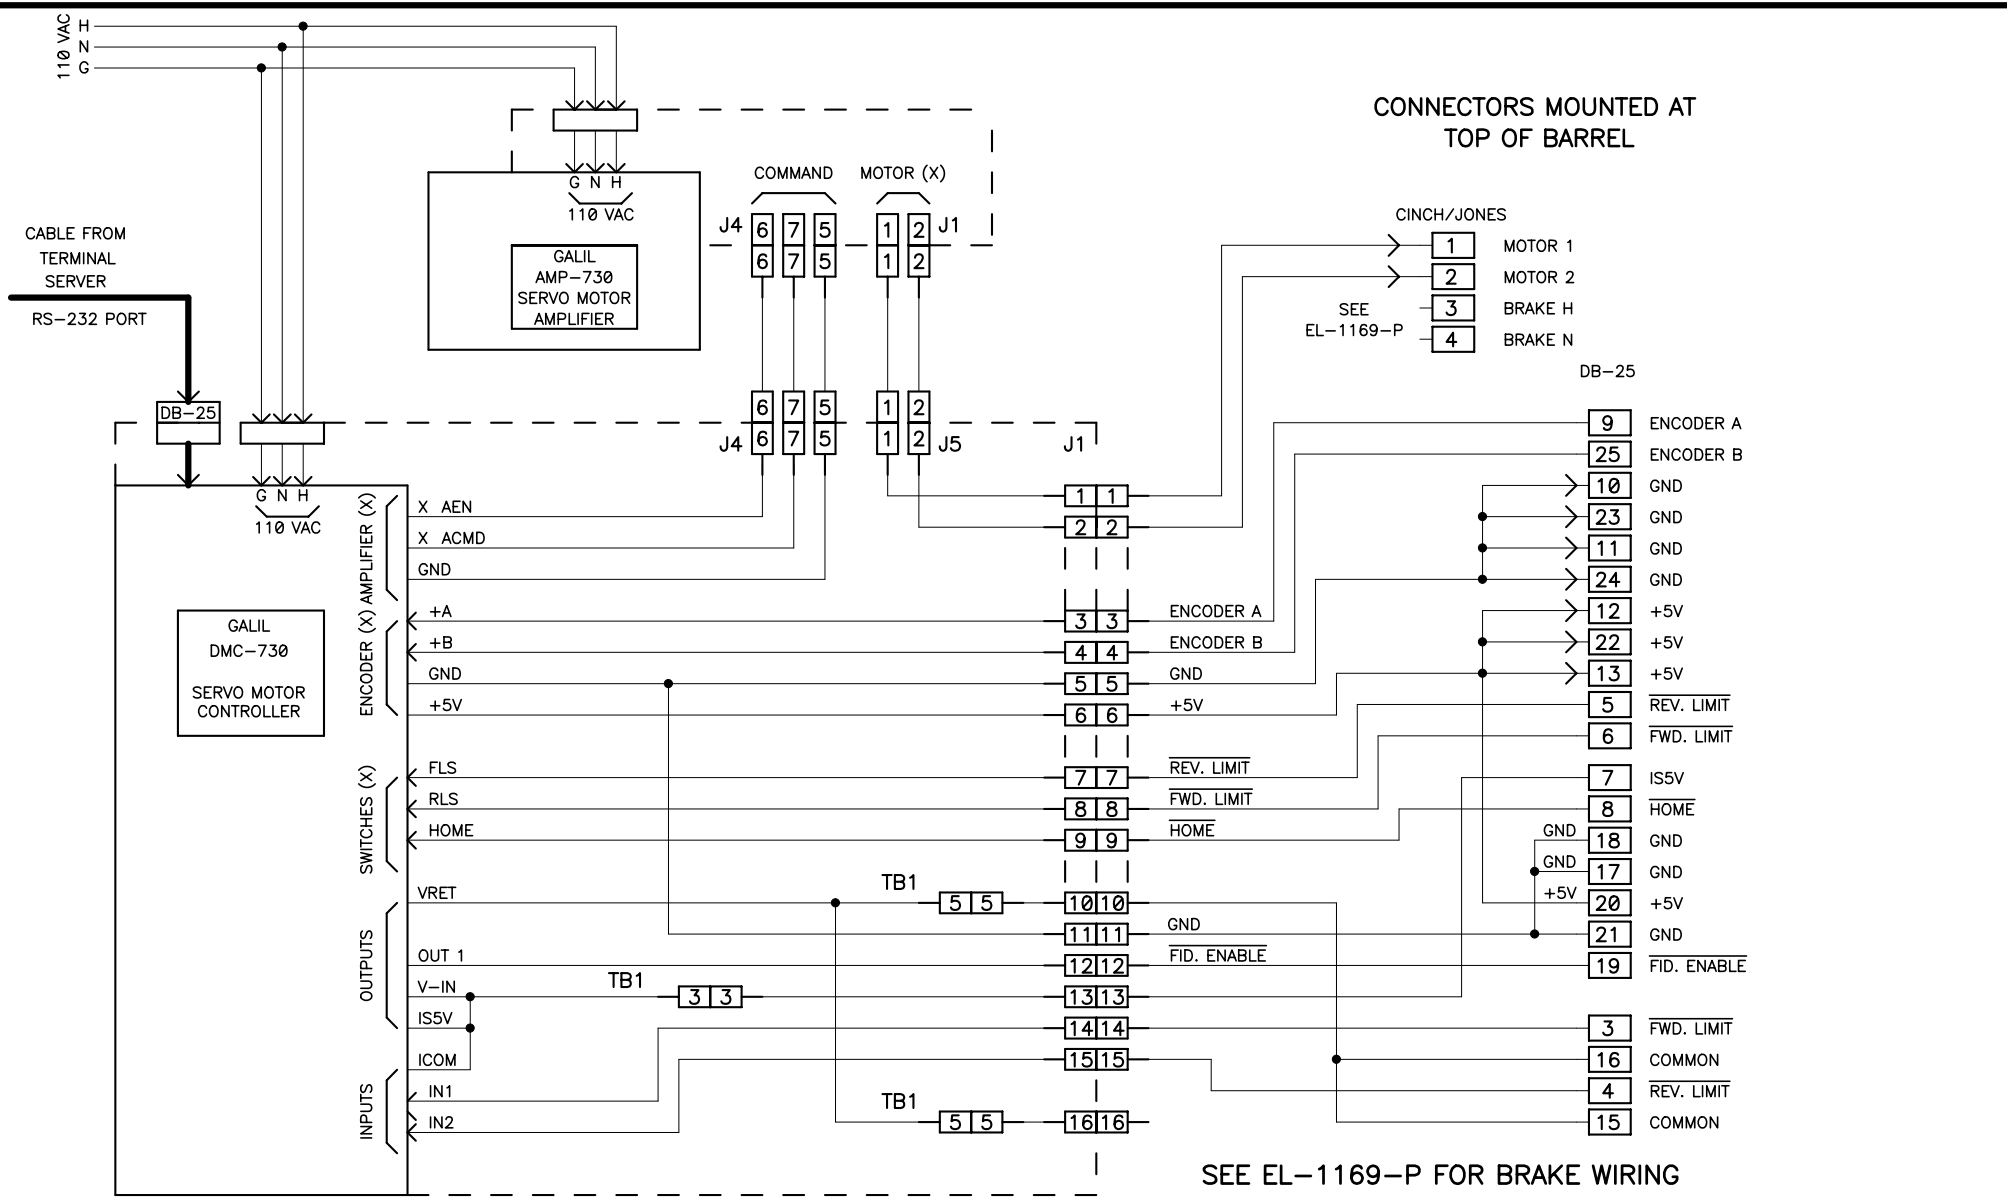 110 VAC
H
N
G
CONNECTORS MOUNTED AT
TOP OF BARREL
G N H
110 VAC
COMMAND
MOTOR (X)
J4
6 7 5
1 2
J1
6 7 5
1 2
GALIL
AMP-730
SERVO MOTOR
AMPLIFIER
CABLE FROM
TERMINAL
SERVER
RS-232 PORT
CINCH/JONES
1 MOTOR 1
2 MOTOR 2
3 BRAKE H
4 BRAKE N
SEE
EL-1169-P
DB-25
DB-25
6 7 5
1 2
J4
6 7 5
1 2
J5
J1
G N H
110 VAC
GALIL
DMC-730
SERVO MOTOR
CONTROLLER
AMPLIFIER (X)
X AEN
X ACMD
GND
ENCODER (X)
+A
+B
GND
+5V
SWITCHES (X)
FLS
RLS
HOME
OUTPUTS
VRET
OUT 1
V-IN
IS5V
INPUTS
ICOM
IN1
IN2
TB1
5 5
TB1
3 3
TB1
5 5
1 1
2 2
3 3 ENCODER A
4 4 ENCODER B
5 5 GND
6 6 +5V
7 7 REV. LIMIT
8 8 FWD. LIMIT
9 9 HOME
10 10
11 11 GND
12 12 FID. ENABLE
13 13
14 14
15 15
16 16
9 ENCODER A
25 ENCODER B
10 GND
23 GND
11 GND
24 GND
12 +5V
22 +5V
13 +5V
5 REV. LIMIT
6 FWD. LIMIT
7 IS5V
8 HOME
GND 18 GND
GND 17 GND
+5V 20 +5V
21 GND
19 FID. ENABLE
3 FWD. LIMIT
16 COMMON
4 REV. LIMIT
15 COMMON
SEE EL-1169-P FOR BRAKE WIRING